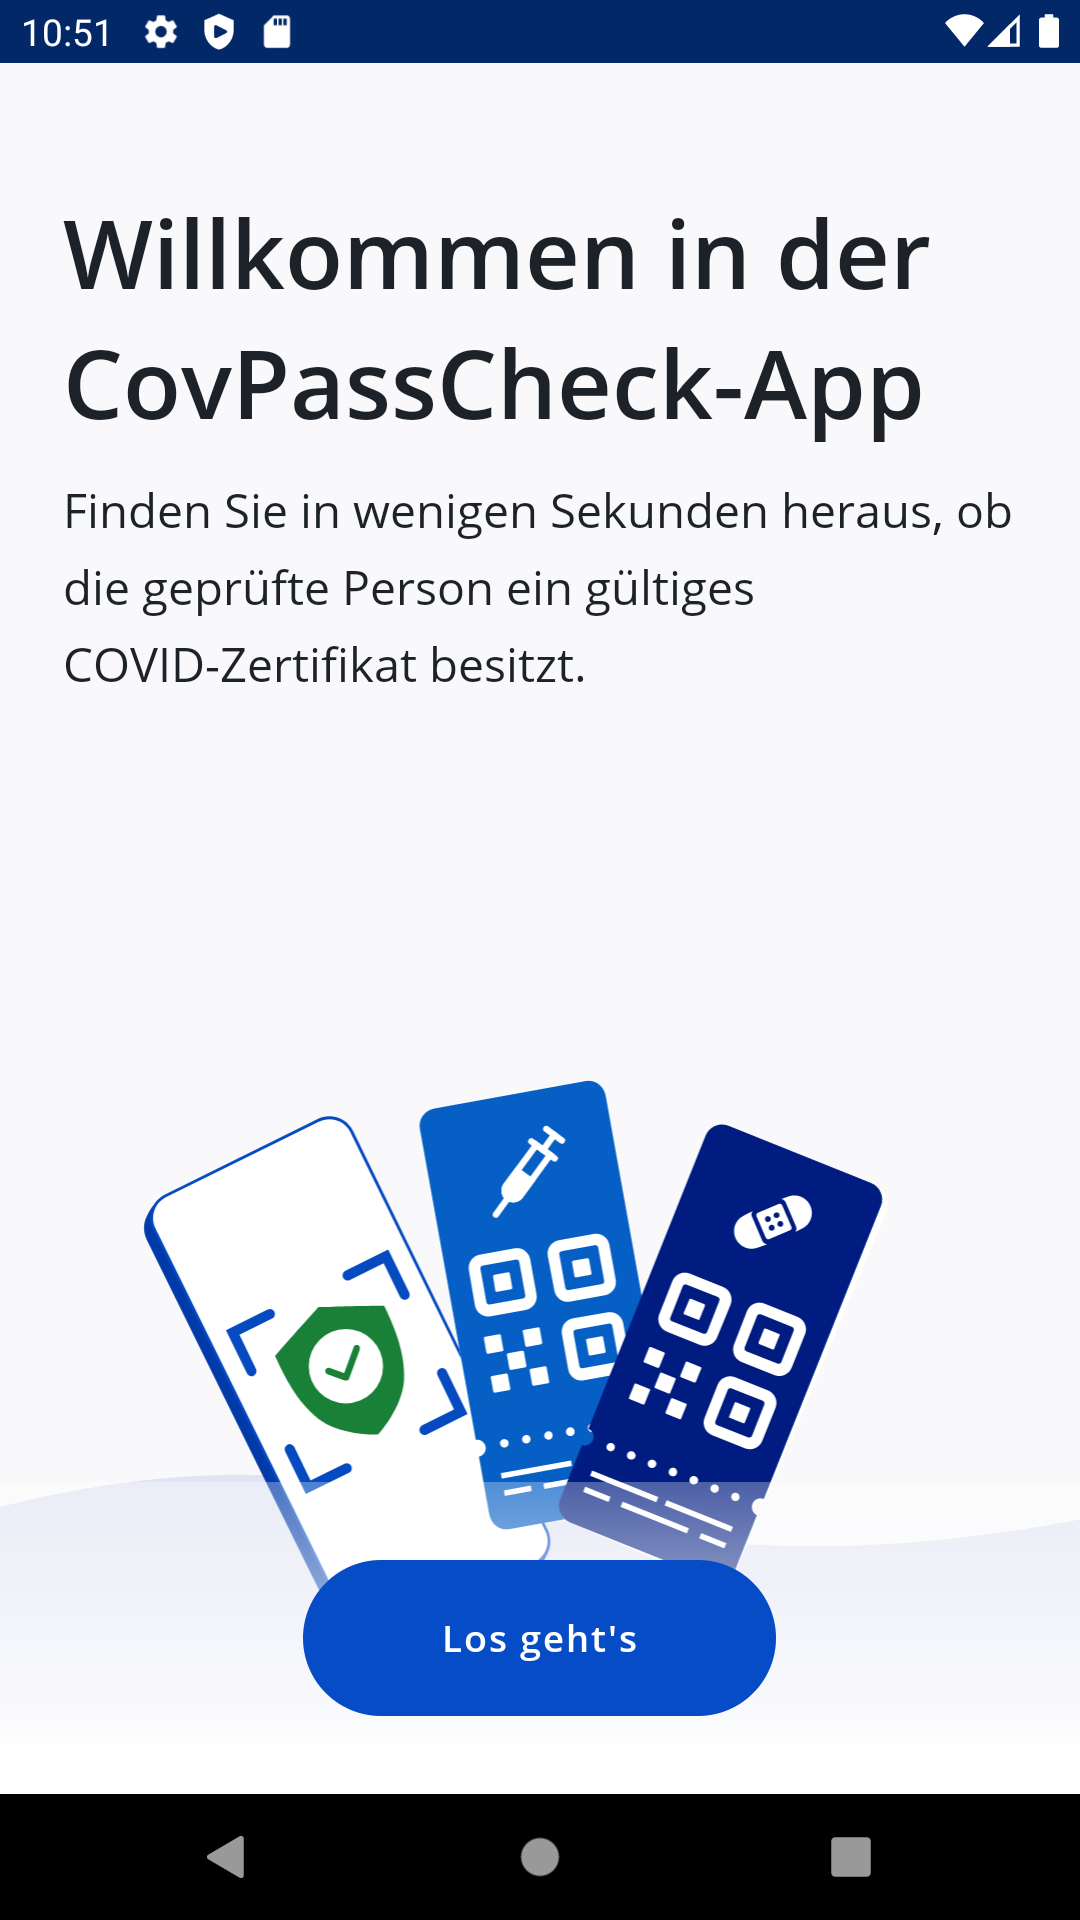 10:51
Willkommen in der
CovPassCheck-App
Finden Sie in wenigen Sekunden heraus, ob
die geprüfte Person ein gültiges
COVID-Zertifikat besitzt.
Los geht's